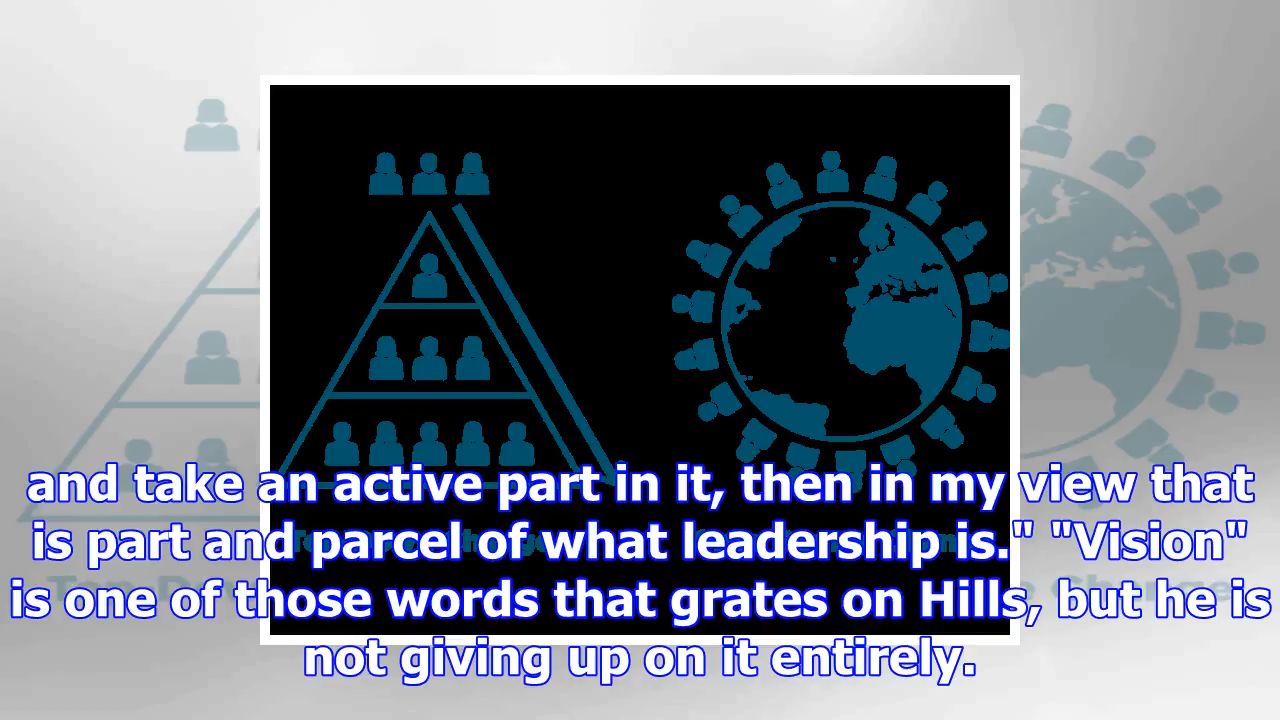 and take an active part in it, then in my view that
is part and parcel of what leadership is." "Vision"
is one of those words that grates on Hills, but he is
not giving up on it entirely.
Change